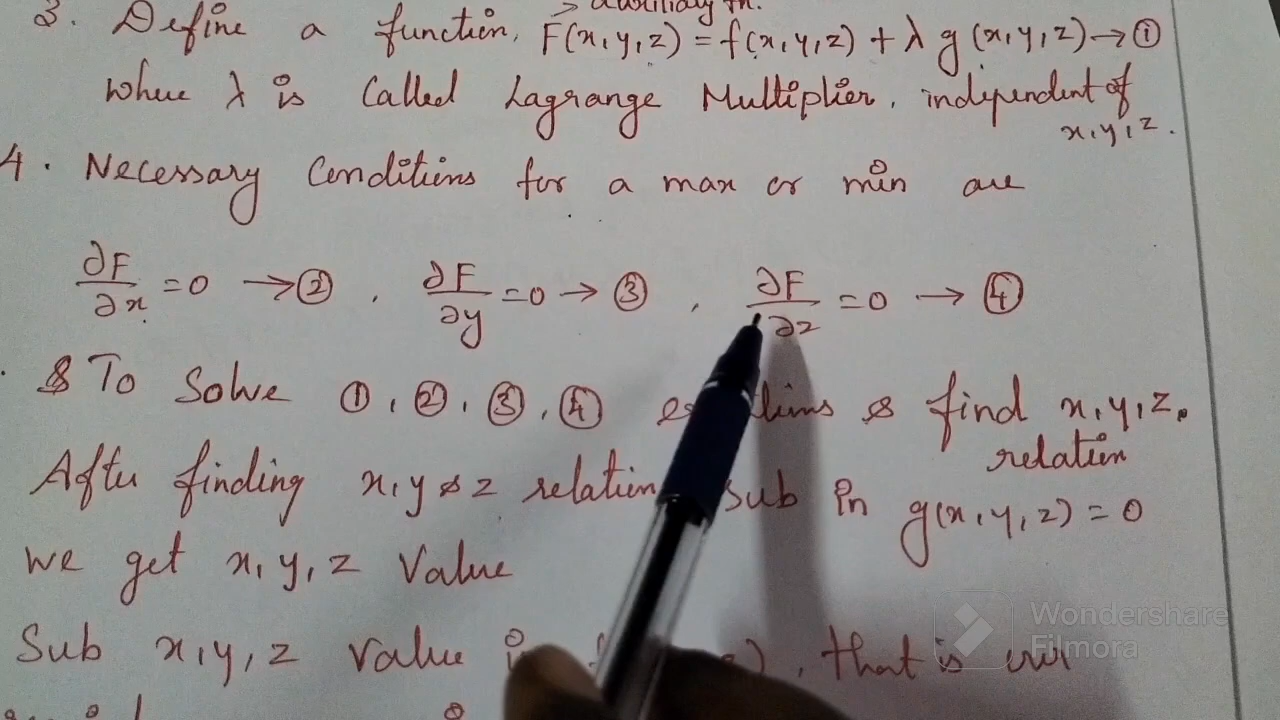 > auxiliary fn.
3. Define a function, F(x,y,z) = f(x,y,z) + λ g(x,y,z) → ①
where λ is called Lagrange Multiplier, independent of
x,y,z.
4. Necessary Conditions for a max or min are
∂F/∂x = 0 → ②, ∂F/∂y = 0 → ③, ∂F/∂z = 0 → ④
To Solve ①, ②, ③, ④ & find x,y,z.
relation
After finding x,y & z relation sub in g(x,y,z) = 0
we get x,y,z value
Sub x,y,z value that is our
Wondershare
Filmora